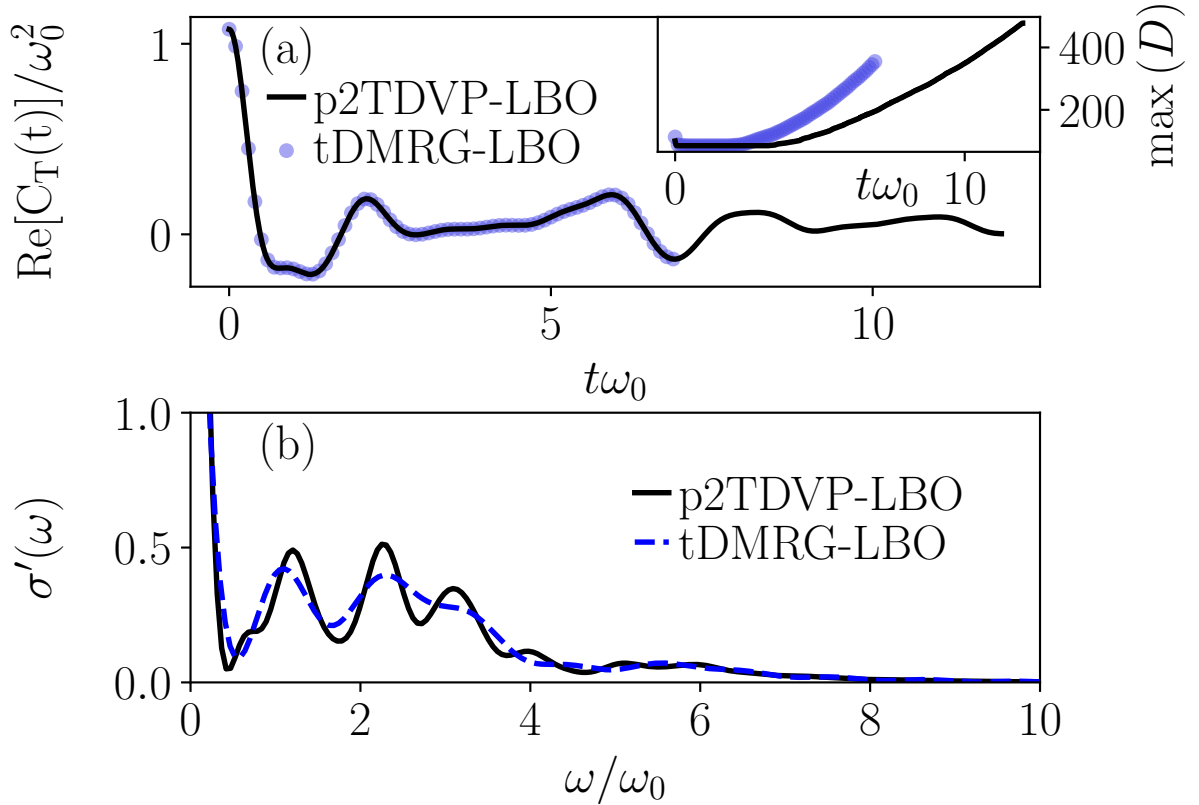 (a)
Re[C_T(t)]/ω_0^2
1
0
p2TDVP-LBO
tDMRG-LBO
400
200
max (D)
0
tω_0
10
0
5
10
tω_0
(b)
σ′(ω)
1.0
0.5
0.0
p2TDVP-LBO
tDMRG-LBO
0
2
4
6
8
10
ω/ω_0